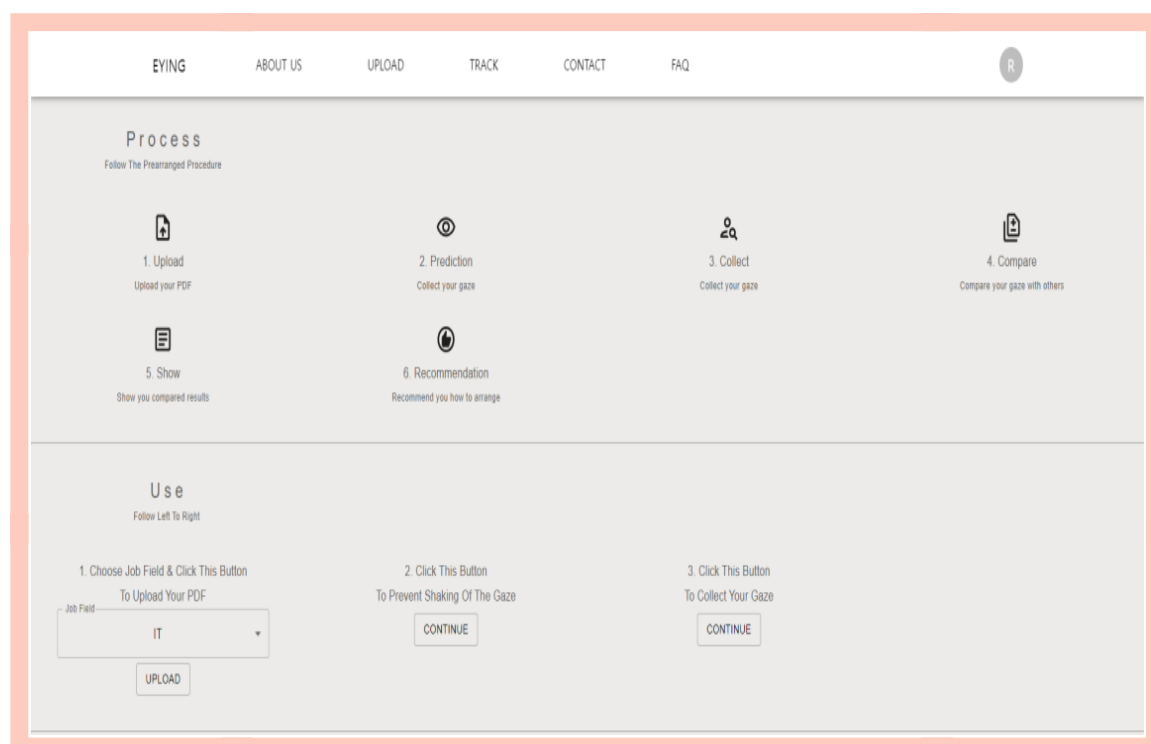 EYING ABOUT US UPLOAD TRACK CONTACT FAQ R
Process
Follow The Prearranged Procedure
1. Upload
Upload your PDF
2. Prediction
Collect your gaze
3. Collect
Collect your gaze
4. Compare
Compare your gaze with others
5. Show
Show you compared results
6. Recommendation
Recommend you how to arrange
Use
Follow Left To Right
1. Choose Job Field & Click This Button
To Upload Your PDF
Job Field
IT
UPLOAD
2. Click This Button
To Prevent Shaking Of The Gaze
CONTINUE
3. Click This Button
To Collect Your Gaze
CONTINUE